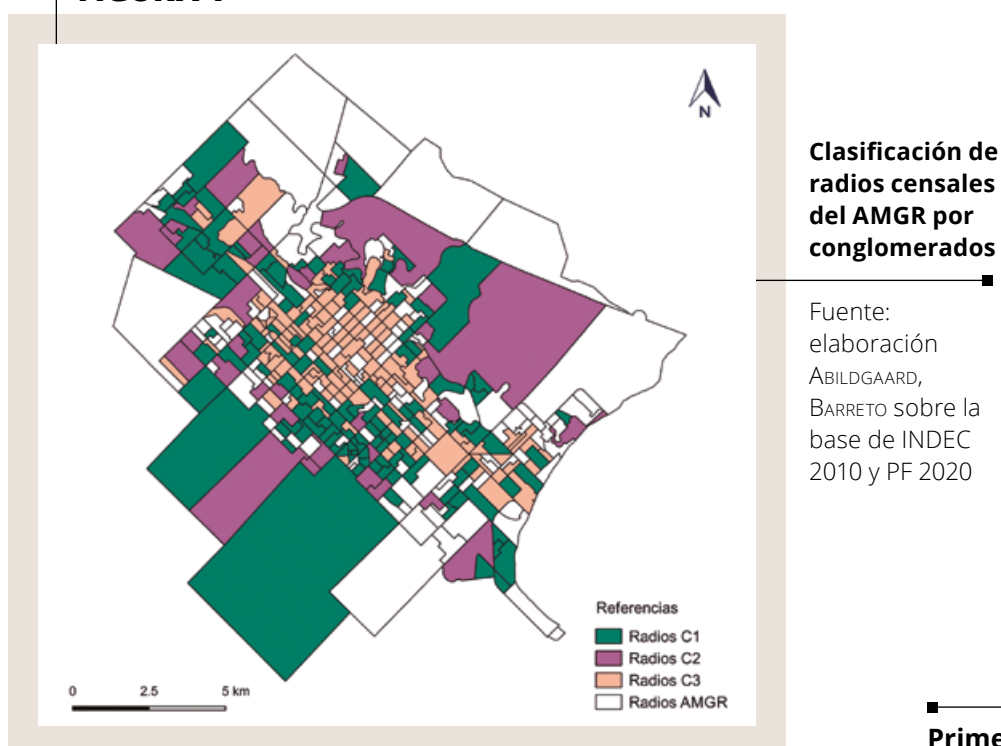 N
Referencias
Radios C1
Radios C2
Radios C3
Radios AMGR
0 2.5 5 km
Clasificación de
radios censales
del AMGR por
conglomerados
Fuente:
elaboración
ABILDGAARD,
BARRETO sobre la
base de INDEC
2010 y PF 2020
Prime